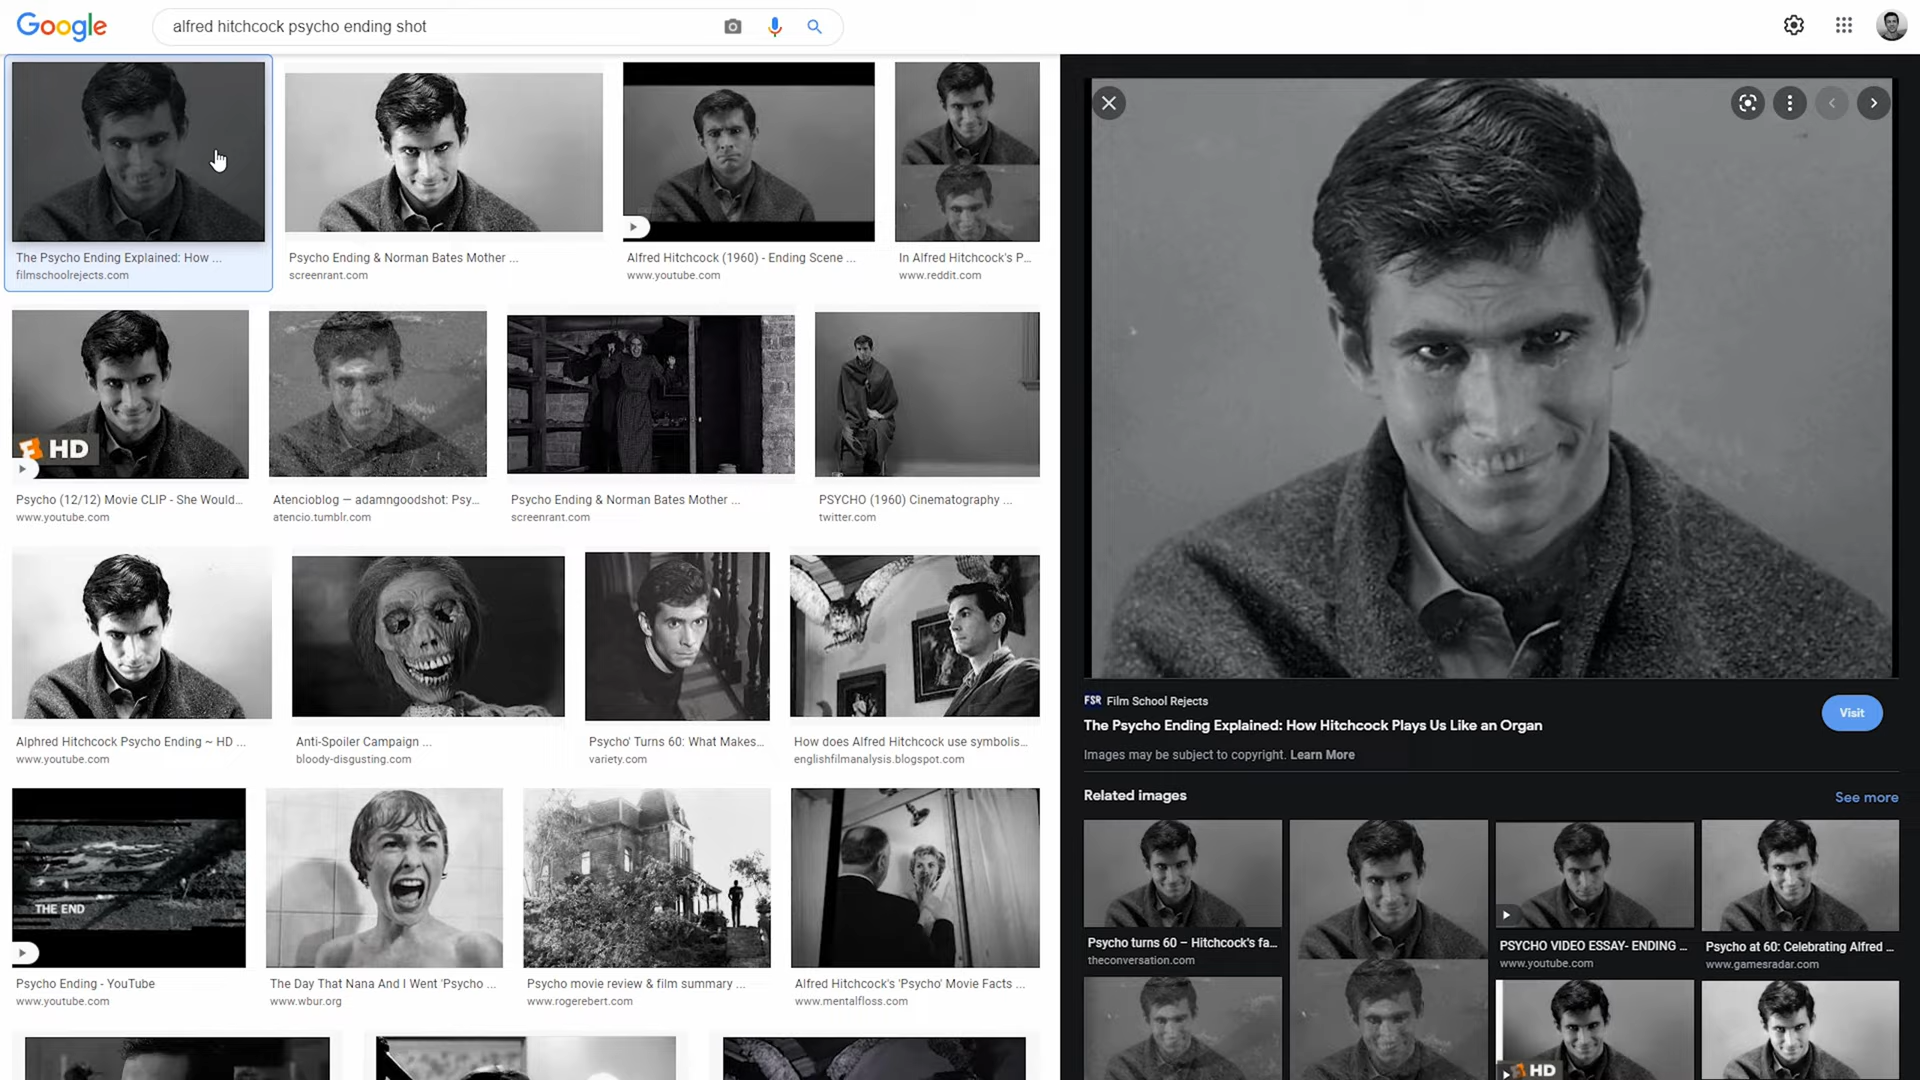 Google
alfred hitchcock psycho ending shot
The Psycho Ending Explained: How ...
filmschoolrejects.com
Psycho Ending & Norman Bates Mother ...
screenrant.com
Alfred Hitchcock (1960) - Ending Scene ...
www.youtube.com
In Alfred Hitchcock's P...
www.reddit.com
HD
Psycho (12/12) Movie CLIP - She Would...
www.youtube.com
Atencioblog — adamngoodshot: Psy...
atencio.tumblr.com
Psycho Ending & Norman Bates Mother ...
screenrant.com
PSYCHO (1960) Cinematography ...
twitter.com
Alphred Hitchcock Psycho Ending ~ HD ...
www.youtube.com
Anti-Spoiler Campaign ...
bloody-disgusting.com
Psycho' Turns 60: What Makes...
variety.com
How does Alfred Hitchcock use symbolis...
englishfilmanalysis.blogspot.com
THE END
Psycho Ending - YouTube
www.youtube.com
The Day That Nana And I Went 'Psycho ...
www.wbur.org
Psycho movie review & film summary ...
www.rogerebert.com
Alfred Hitchcock's 'Psycho' Movie Facts ...
www.mentalfloss.com
FSR Film School Rejects
The Psycho Ending Explained: How Hitchcock Plays Us Like an Organ
Visit
Images may be subject to copyright. Learn More
Related images
See more
Psycho turns 60 – Hitchcock's fa...
theconversation.com
PSYCHO VIDEO ESSAY- ENDING ...
www.youtube.com
Psycho at 60: Celebrating Alfred ...
www.gamesradar.com
HD